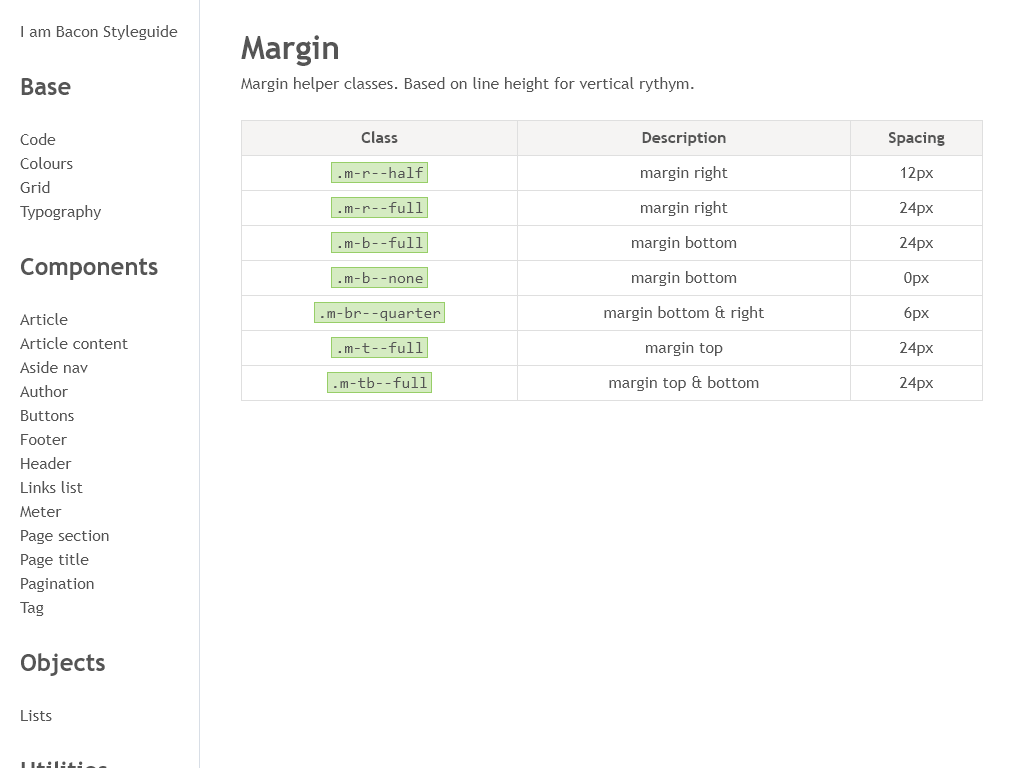 I am Bacon Styleguide
Base
Code
Colours
Grid
Typography
Components
Article
Article content
Aside nav
Author
Buttons
Footer
Header
Links list
Meter
Page section
Page title
Pagination
Tag
Objects
Lists
Utilities
Margin
Margin helper classes. Based on line height for vertical rythym.
Class Description Spacing
.m-r--half margin right 12px
.m-r--full margin right 24px
.m-b--full margin bottom 24px
.m-b--none margin bottom 0px
.m-br--quarter margin bottom & right 6px
.m-t--full margin top 24px
.m-tb--full margin top & bottom 24px